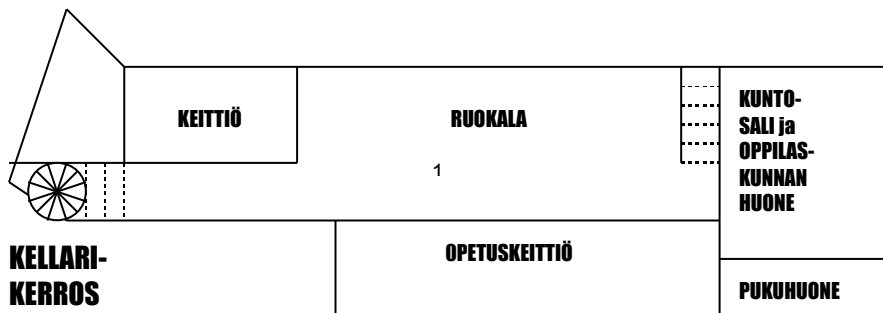 KEITTIÖ
RUOKALA
KUNTO-
SALI ja
OPPILAS-
KUNNAN
HUONE
1
KELLARI-
KERROS
OPETUSKEITTIÖ
PUKUHUONE